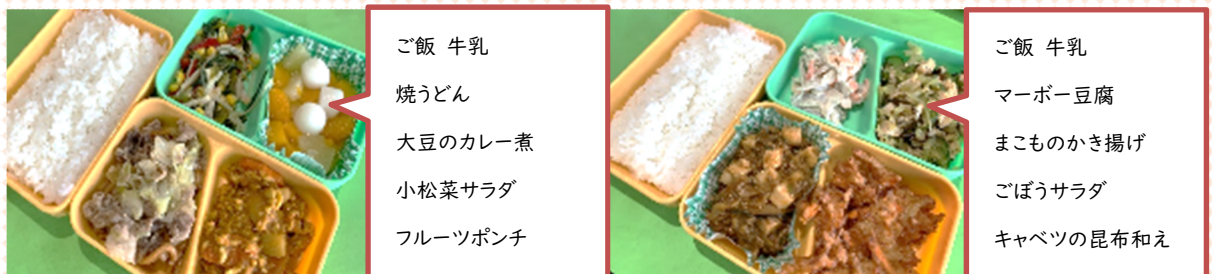 ご飯 牛乳
焼うどん
大豆のカレー煮
小松菜サラダ
フルーツポンチ
ご飯 牛乳
マーボー豆腐
まこものかき揚げ
ごぼうサラダ
キャベツの昆布和え